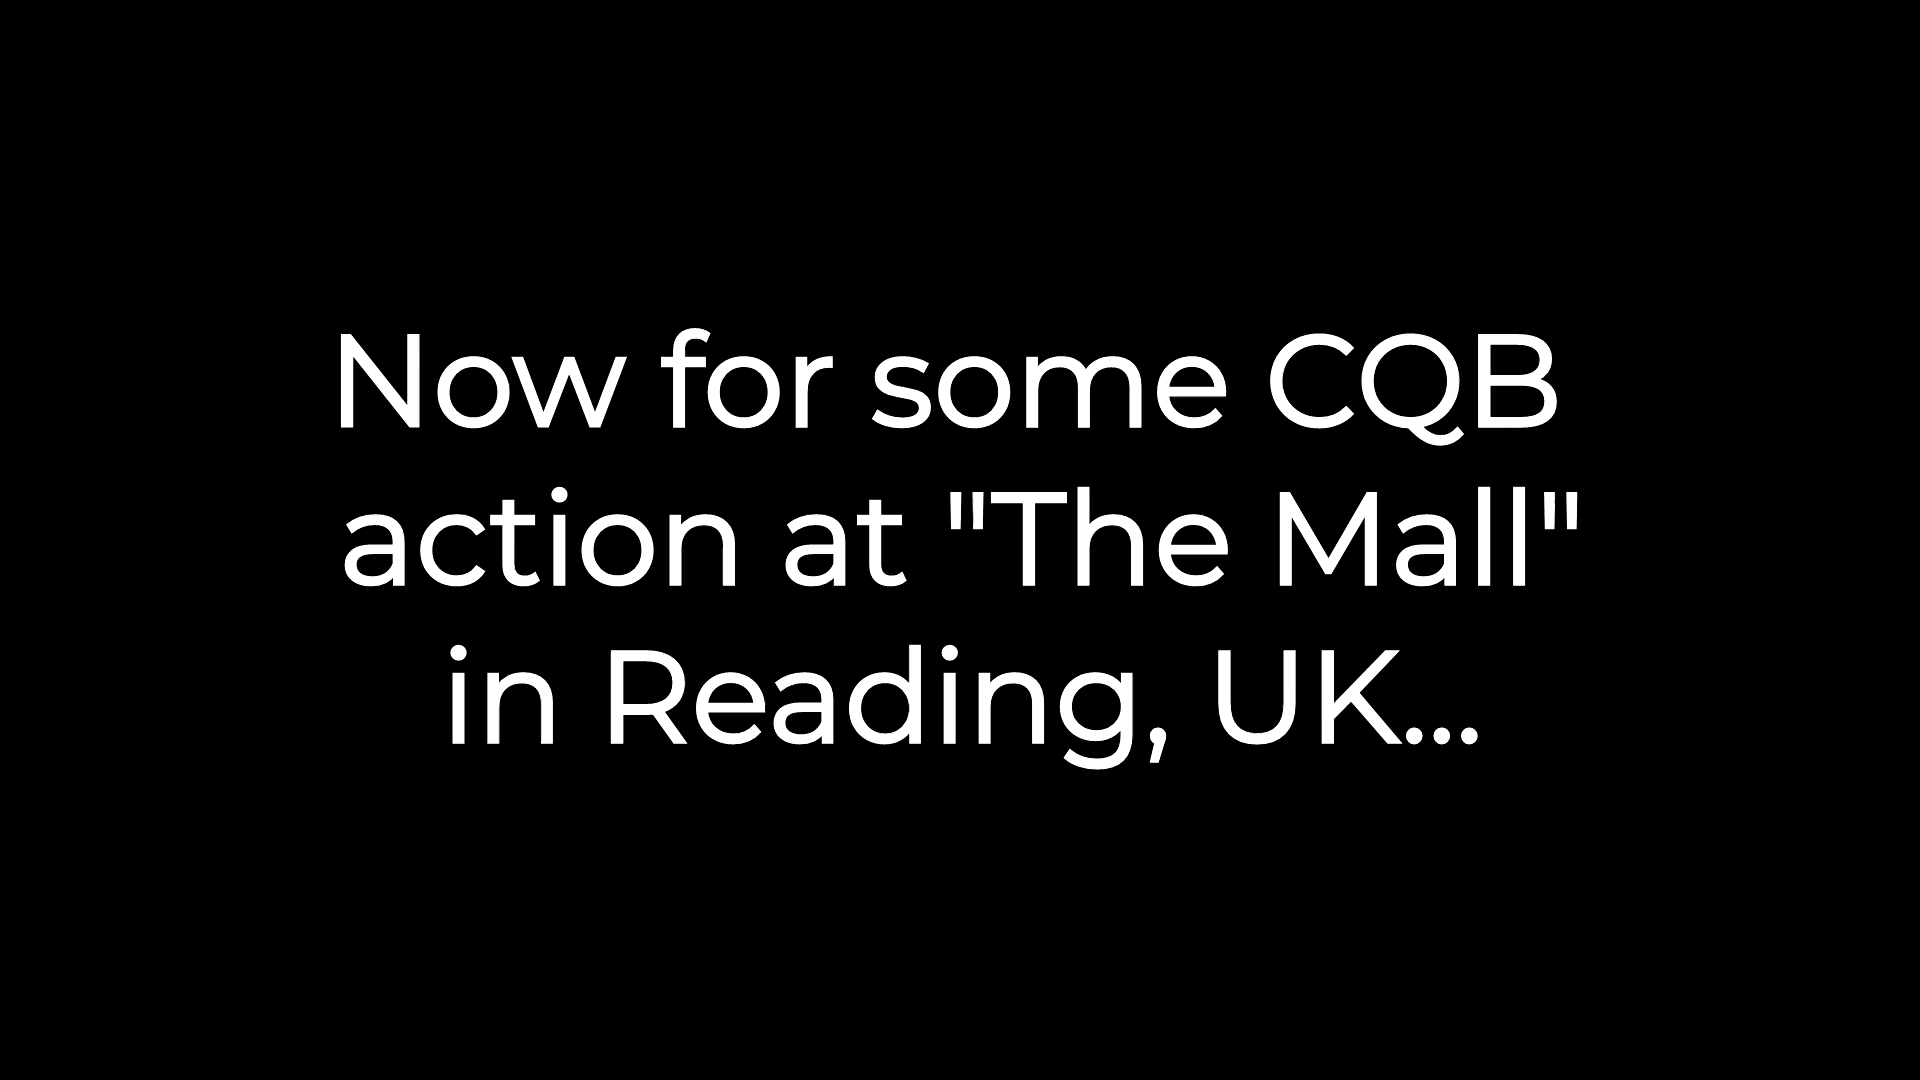 Now for some CQB
action at "The Mall"
in Reading, UK...